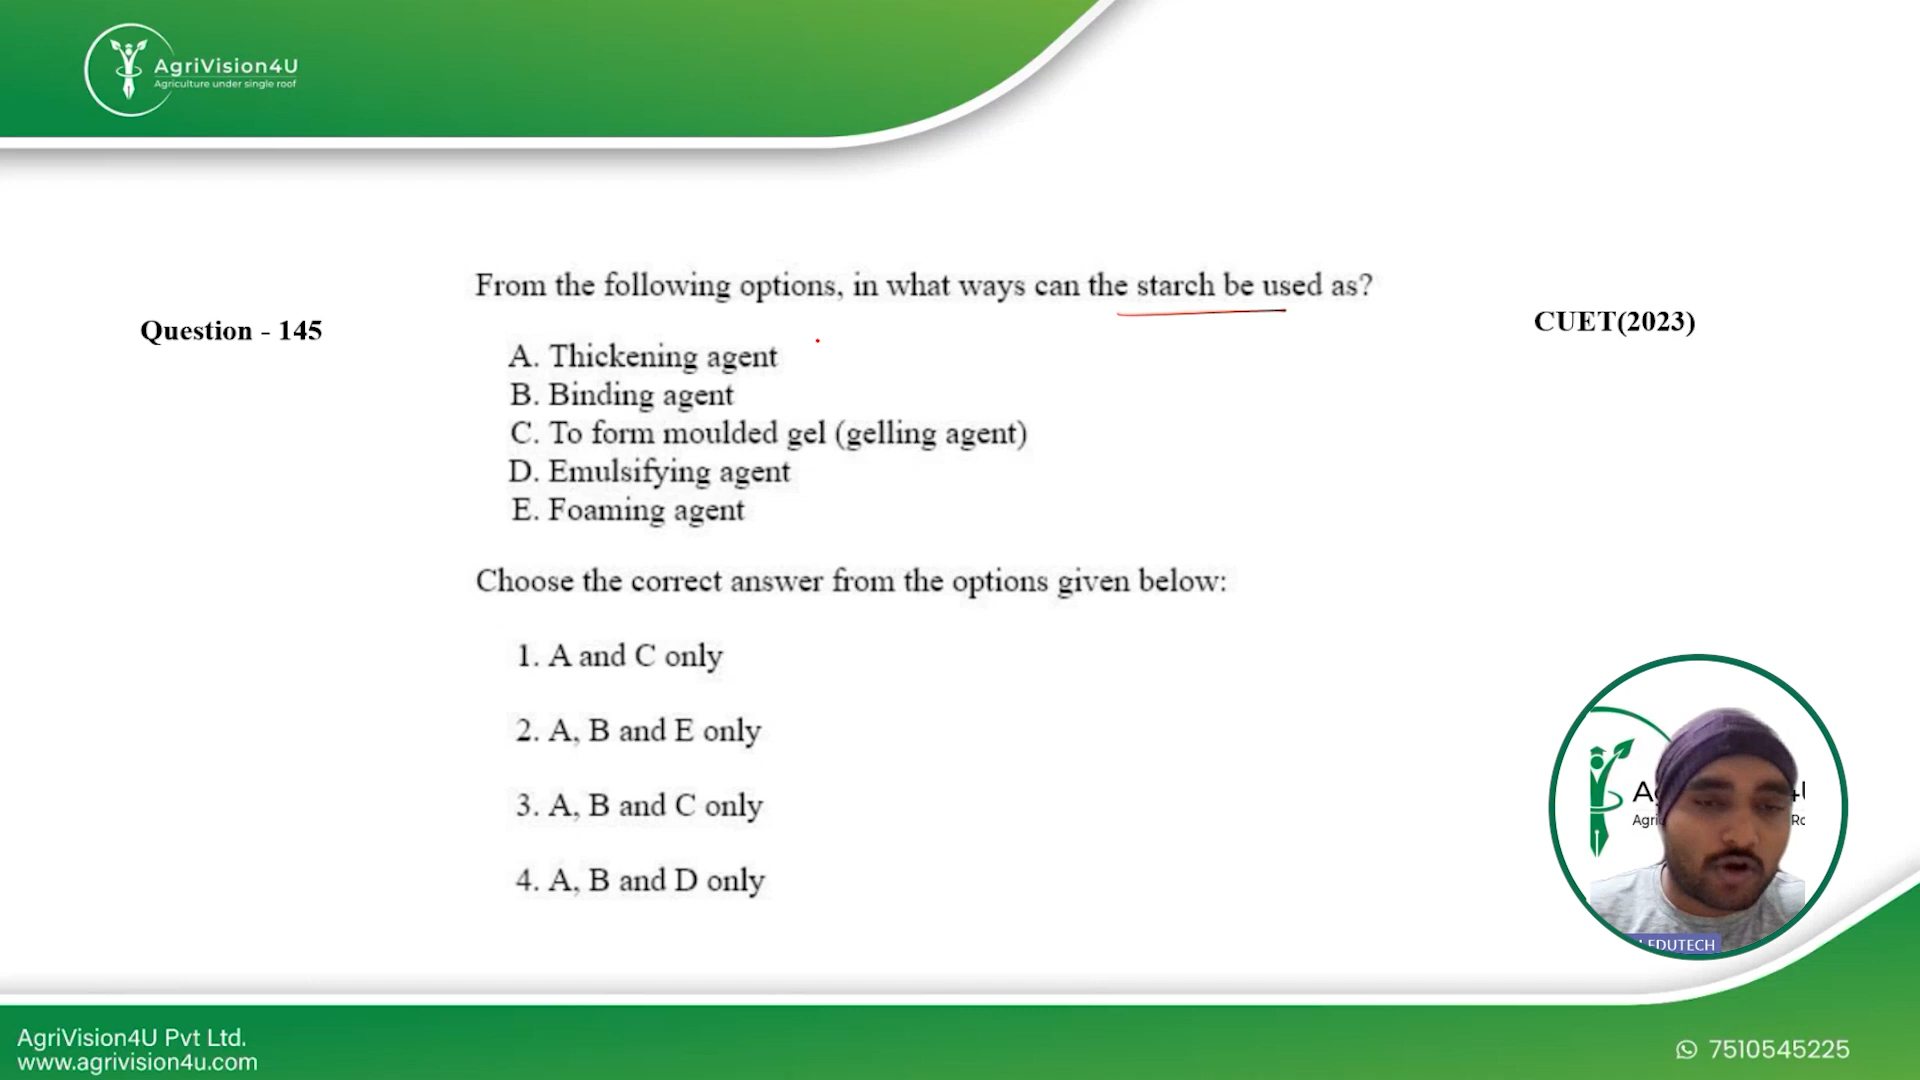 AgriVision4U
Agriculture under single roof
From the following options, in what ways can the starch be used as?
Question - 145
CUET(2023)
A. Thickening agent
B. Binding agent
C. To form moulded gel (gelling agent)
D. Emulsifying agent
E. Foaming agent
Choose the correct answer from the options given below:
1. A and C only
2. A, B and E only
3. A, B and C only
4. A, B and D only
EDUTECH
AgriVision4U Pvt Ltd.
www.agrivision4u.com
7510545225